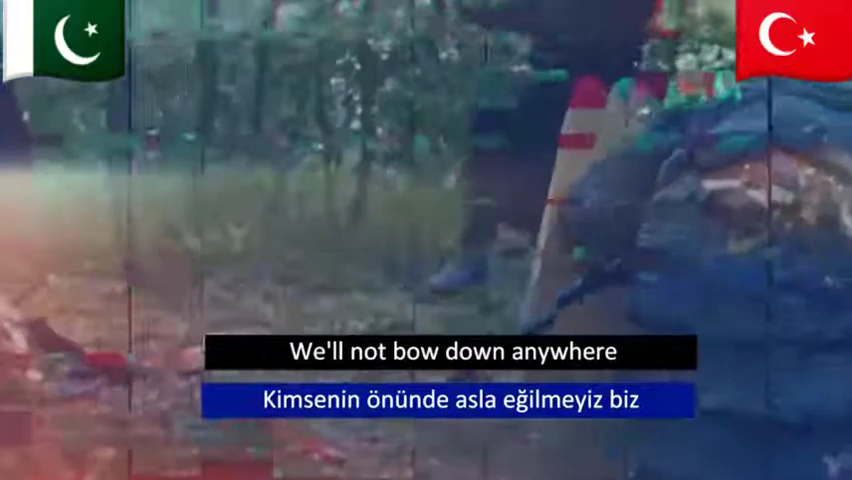 We'll not bow down anywhere
Kimsenin önünde asla eğilmeyiz biz